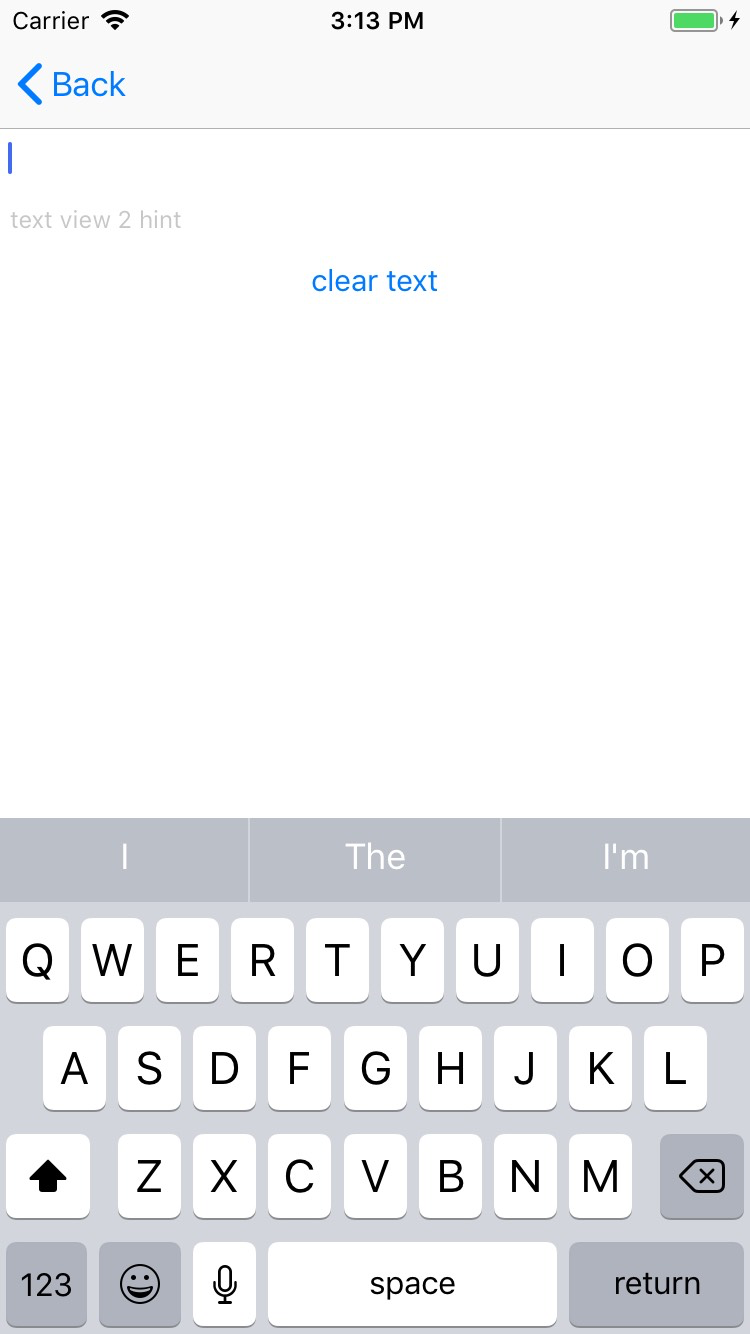 Carrier 3:13 PM
Back
text view 2 hint
clear text
I The I'm
Q W E R T Y U I O P
A S D F G H J K L
Z X C V B N M
123 space return